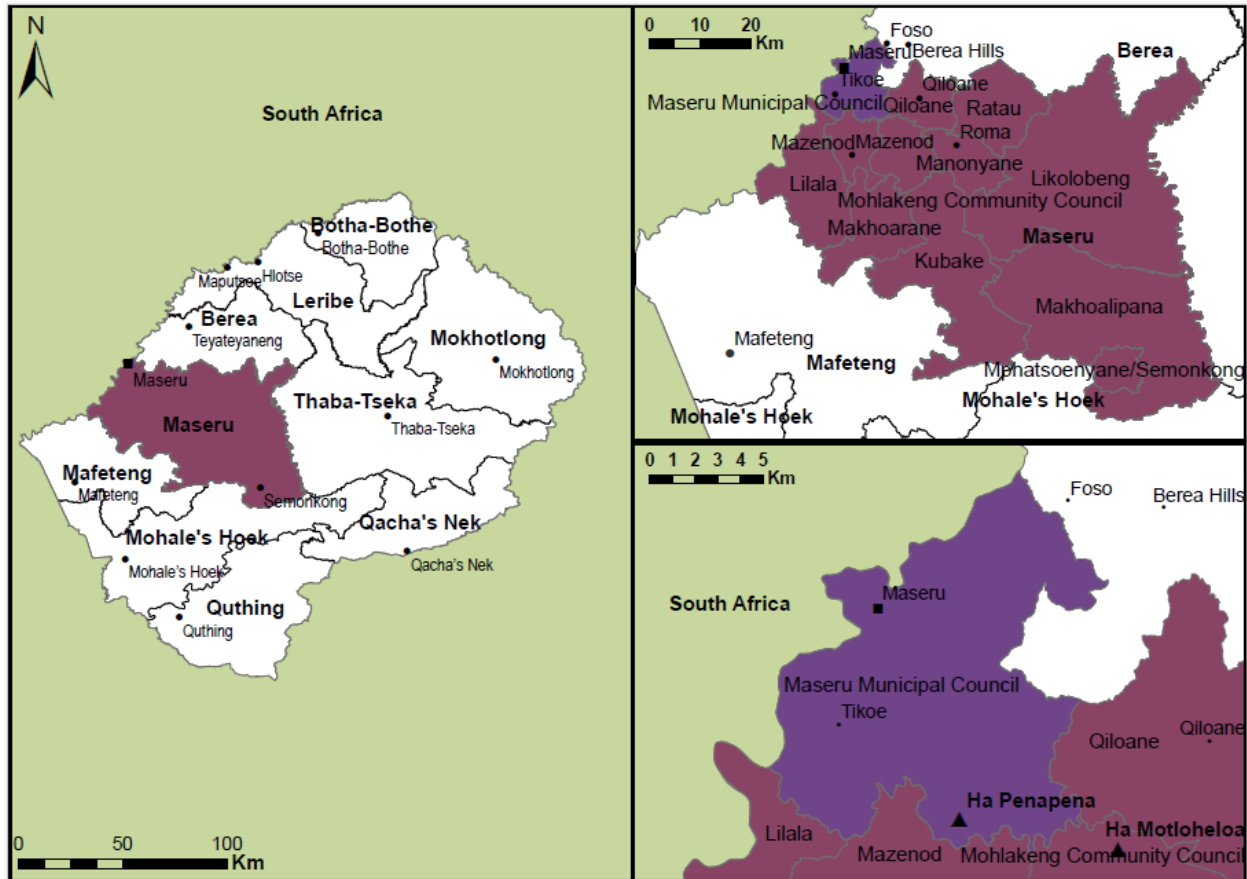 N
South Africa
Botha-Bothe
Botha-Bothe
Hlotse
Maputsoe
Leribe
Berea
Teyateyaneng
Mokhotlong
Mokhotlong
Maseru
Thaba-Tseka
Thaba-Tseka
Maseru
Mafeteng
Mafeteng
Semonkong
Qacha's Nek
Mohale's Hoek
Qacha's Nek
Mohale's Hoek
Quthing
Quthing
0 50 100
Km
0 5 10 20
Km
Foso
Berea Hills
Berea
Maseru
Tikoe
Qiloane
Maseru Municipal Council
Qiloane
Ratau
Roma
Mazenod
Mazenod
Manonyane
Lilala
Likolobeng
Mohlakeng Community Council
Makhoarane
Maseru
Kubake
Makhoalipana
Mafeteng
Mafeteng
Mphatsoenyane/Semonkong
Mohale's Hoek
Mohale's Hoek
0 1 2 3 4 5
Km
Foso
Berea Hills
South Africa
Maseru
Maseru Municipal Council
Tikoe
Qiloane
Qiloane
Ha Penapena
Lilala
Ha Motloheloa
Mazenod
Mohlakeng Community Council